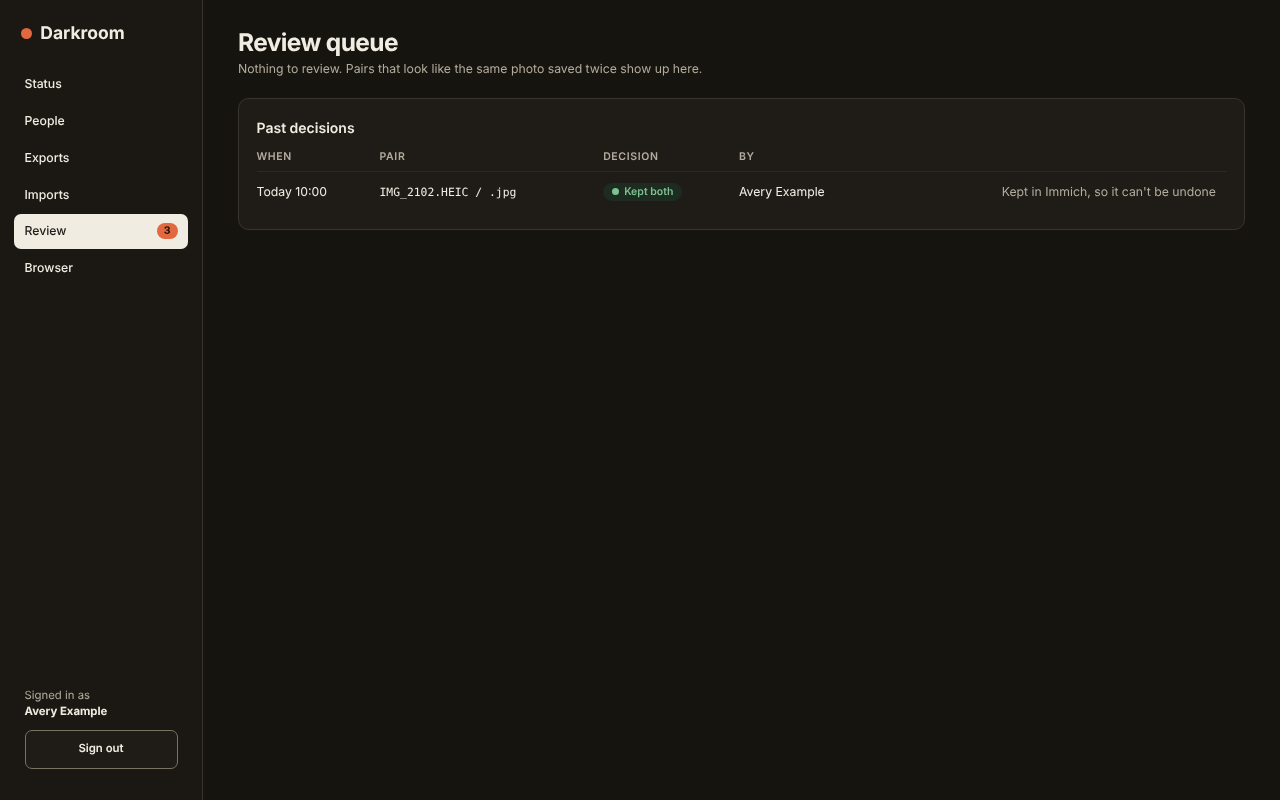 Darkroom
Status
People
Exports
Imports
Review 3
Browser
Signed in as
Avery Example
Sign out
Review queue
Nothing to review. Pairs that look like the same photo saved twice show up here.
Past decisions
WHEN PAIR DECISION BY
Today 10:00 IMG_2102.HEIC / .jpg Kept both Avery Example Kept in Immich, so it can't be undone